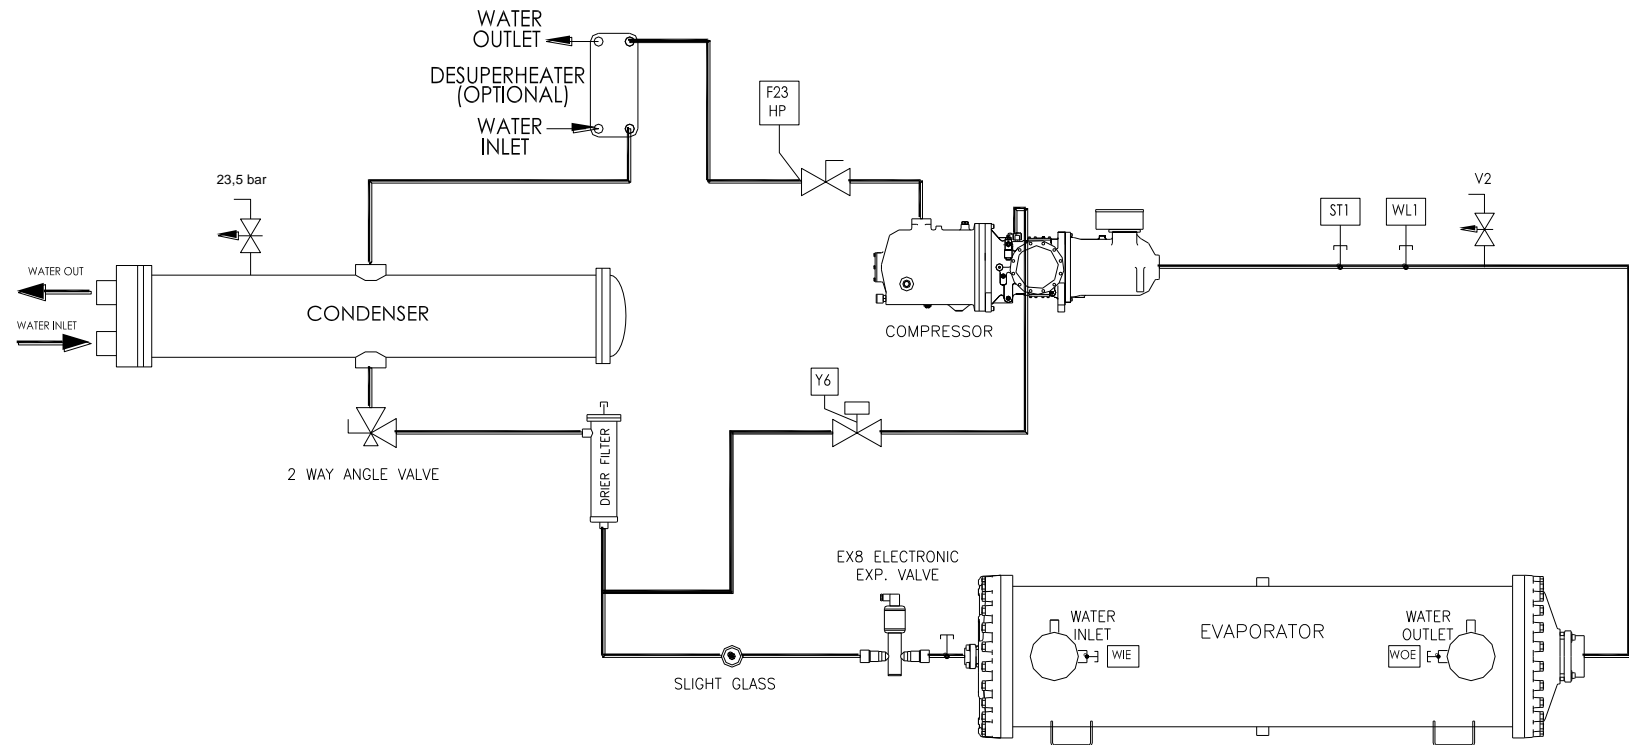 WATER
OUTLET
DESUPERHEATER
(OPTIONAL)
WATER
INLET
F23
HP
23,5 bar
V2
ST1
WL1
WATER OUT
CONDENSER
WATER INLET
COMPRESSOR
Y6
2 WAY ANGLE VALVE
DRIER FILTER
EX8 ELECTRONIC
EXP. VALVE
WATER
INLET
EVAPORATOR
WATER
OUTLET
WIE
WOE
SLIGHT GLASS